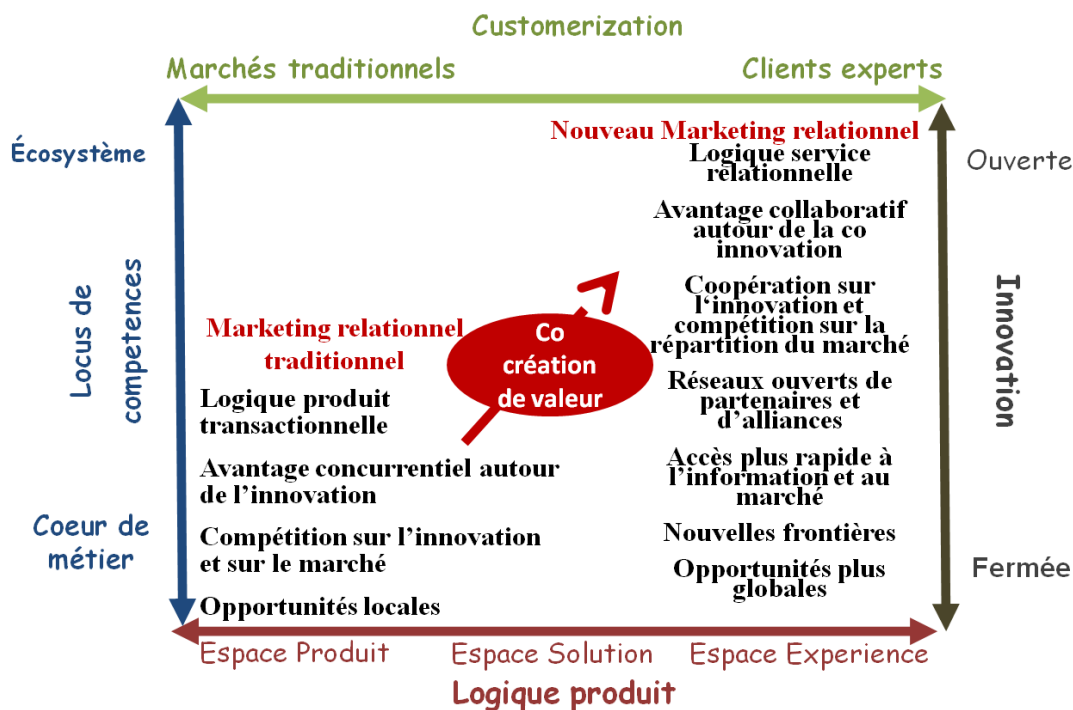 Customerization
Marchés traditionnels
Clients experts
Écosystème
Locus de
competences
Coeur de
métier
Marketing relationnel
traditionnel
Logique produit
transactionnelle
Avantage concurrentiel autour
de l'innovation
Compétition sur l'innovation
et sur le marché
Opportunités locales
Co
création
de valeur
Nouveau Marketing relationnel
Logique service
relationnelle
Avantage collaboratif
autour de la co
innovation
Coopération sur
l'innovation et
compétition sur la
répartition du marché
Réseaux ouverts de
partenaires et
d'alliances
Accès plus rapide à
l'information et au
marché
Nouvelles frontières
Opportunités plus
globales
Ouverte
Innovation
Fermée
Espace Produit
Espace Solution
Espace Experience
Logique produit